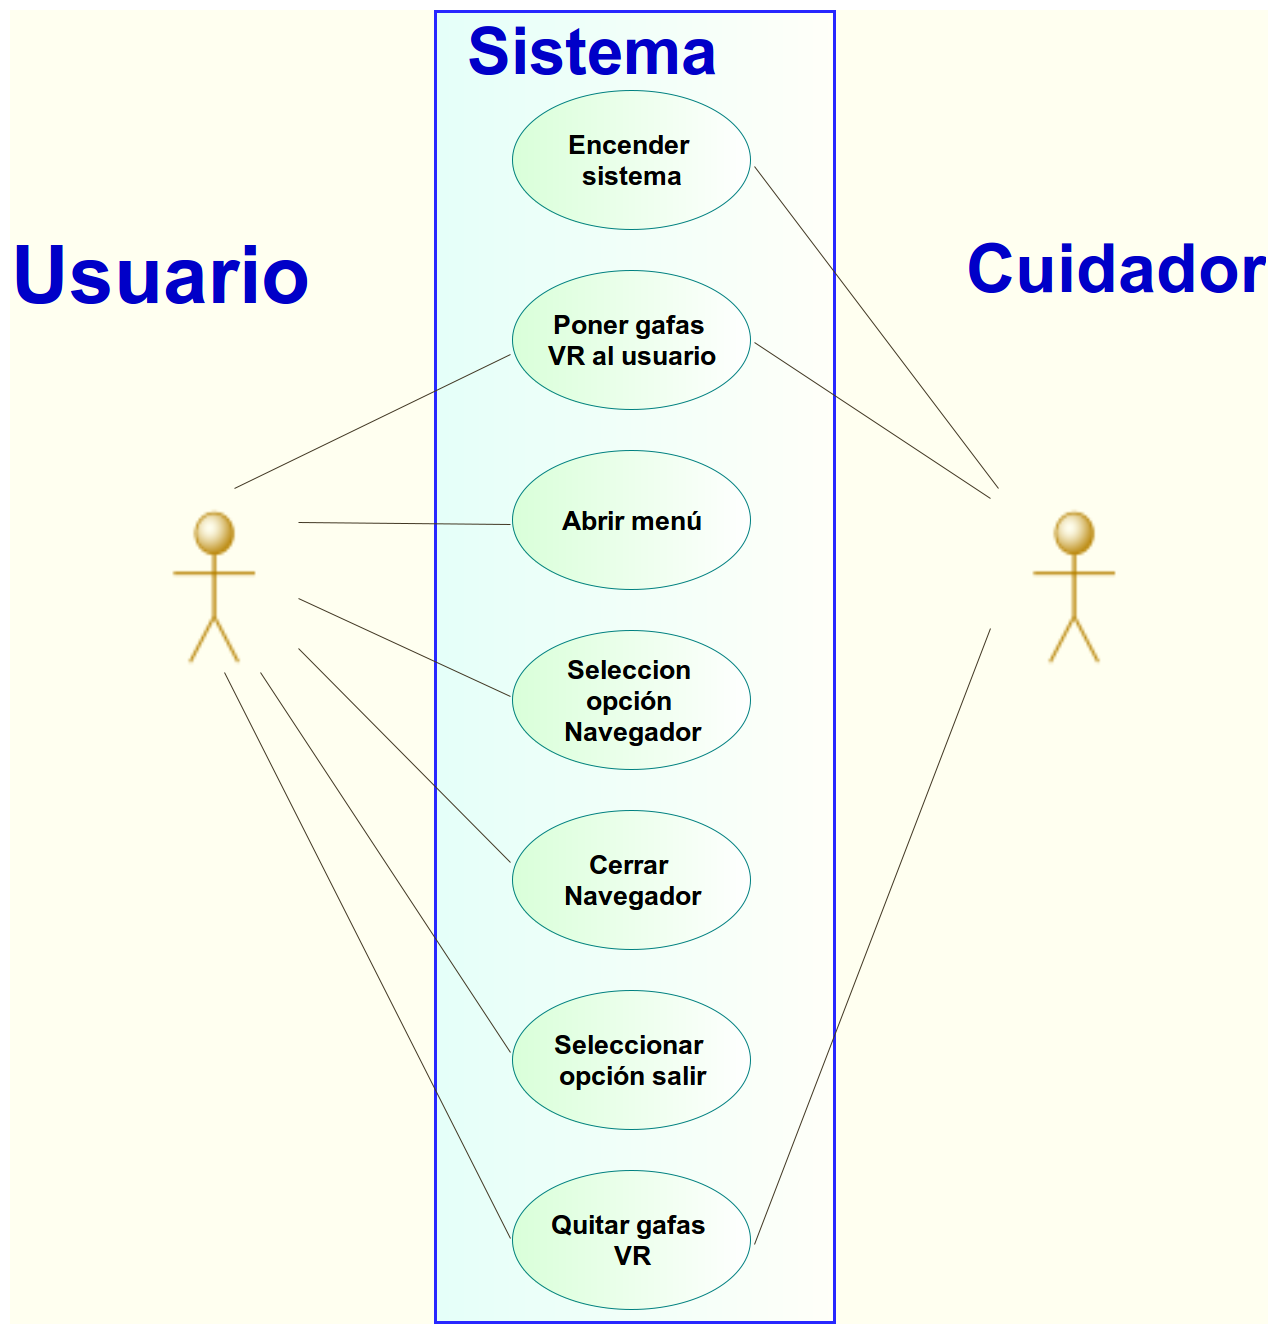 Sistema
Usuario
Cuidador
Encender
sistema
Poner gafas
VR al usuario
Abrir menú
Seleccion
opción
Navegador
Cerrar
Navegador
Seleccionar
opción salir
Quitar gafas
VR